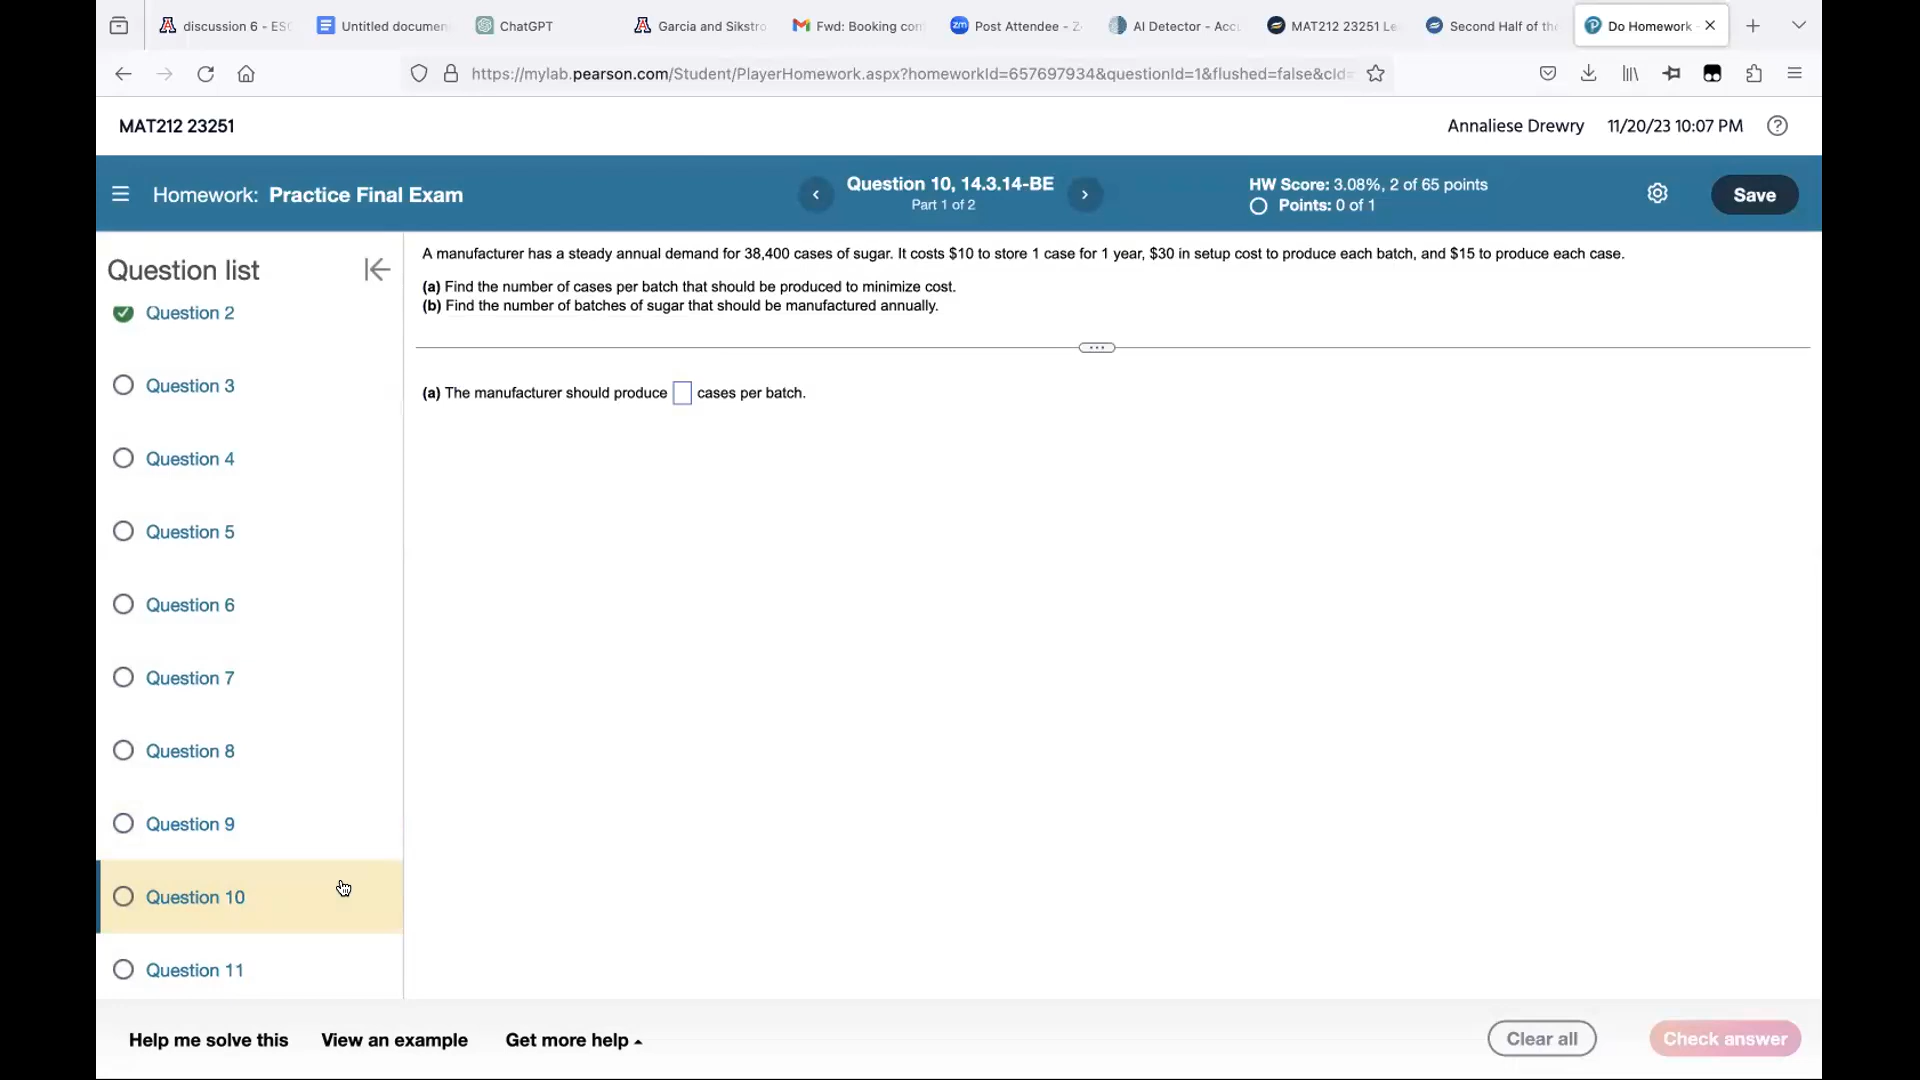 discussion 6 - ES
Untitled documen
ChatGPT
Garcia and Sikstro
Fwd: Booking con
zm Post Attendee - Z
AI Detector - Acc
MAT212 23251 Le
Second Half of the
Do Homework
https://mylab.pearson.com/Student/PlayerHomework.aspx?homeworkId=657697934&questionId=1&flushed=false&cId=
MAT212 23251
Annaliese Drewry
11/20/23 10:07 PM
Homework: Practice Final Exam
Question 10, 14.3.14-BE
Part 1 of 2
HW Score: 3.08%, 2 of 65 points
Points: 0 of 1
Save
Question list
Question 2
Question 3
Question 4
Question 5
Question 6
Question 7
Question 8
Question 9
Question 10
Question 11
A manufacturer has a steady annual demand for 38,400 cases of sugar. It costs $10 to store 1 case for 1 year, $30 in setup cost to produce each batch, and $15 to produce each case.
(a) Find the number of cases per batch that should be produced to minimize cost.
(b) Find the number of batches of sugar that should be manufactured annually.
(a) The manufacturer should produce cases per batch.
Help me solve this
View an example
Get more help
Clear all
Check answer